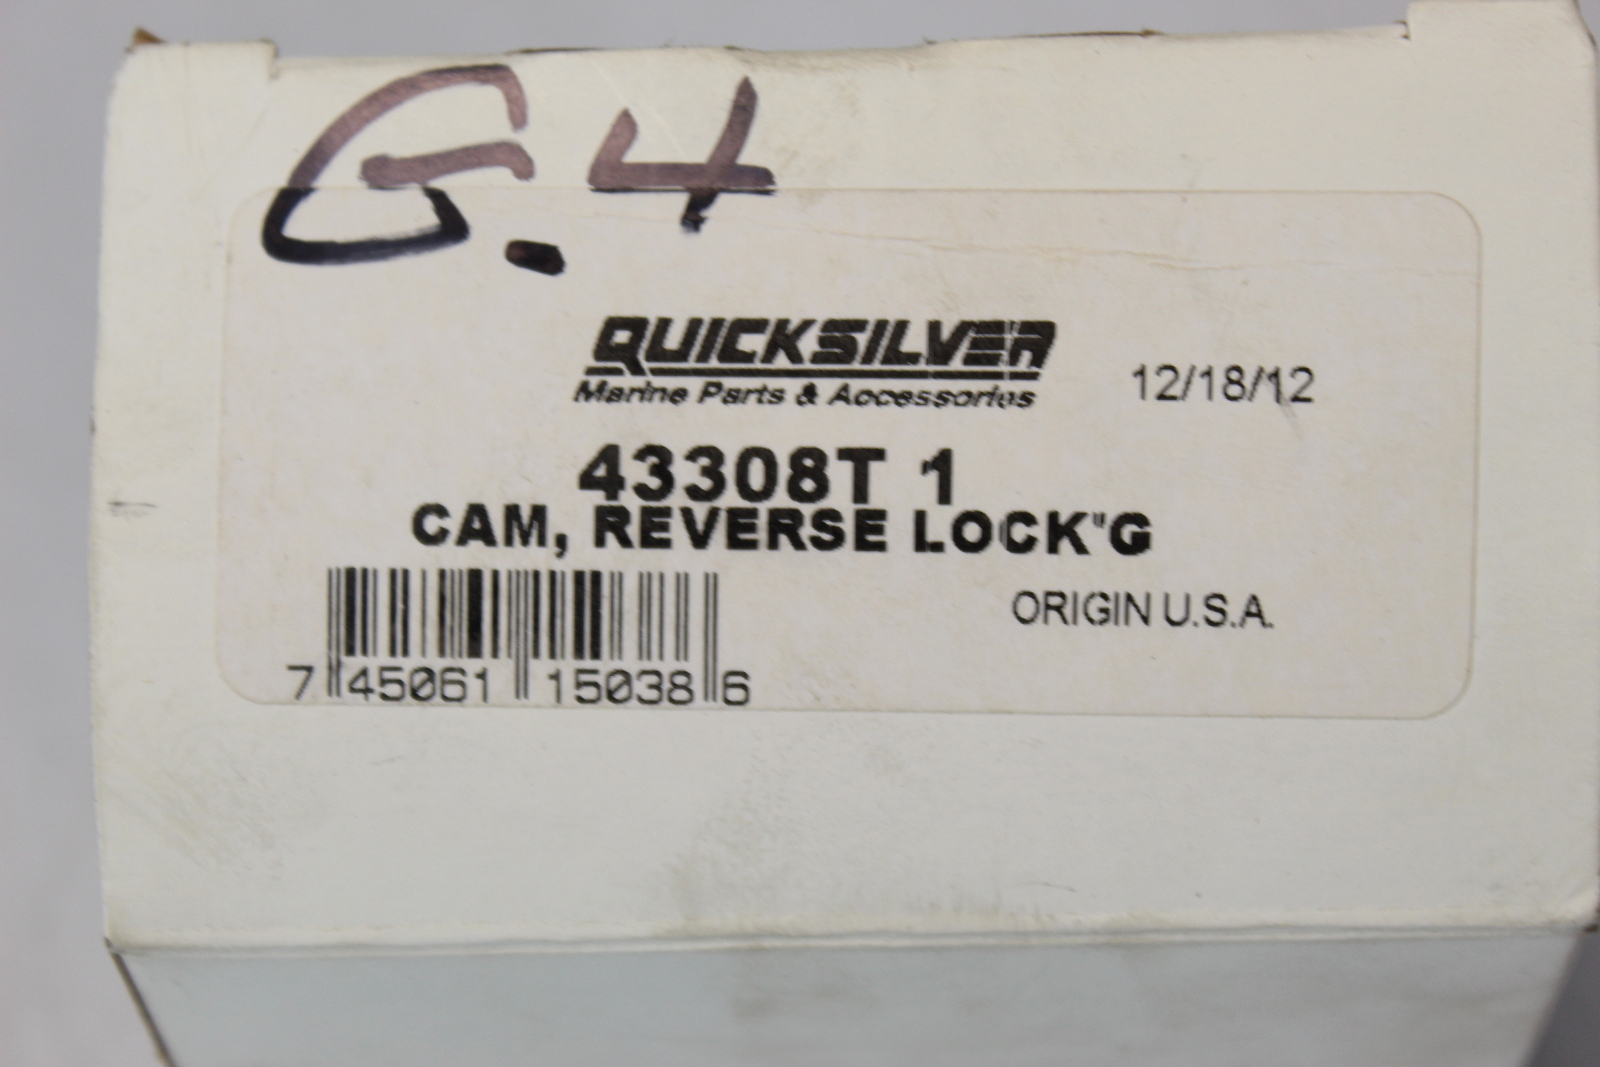 G.4
QUICKSILVER
Marine Parts & Accessories
12/18/12
43308T 1
CAM, REVERSE LOCK'G
ORIGIN U.S.A.
7 45061 15038 6